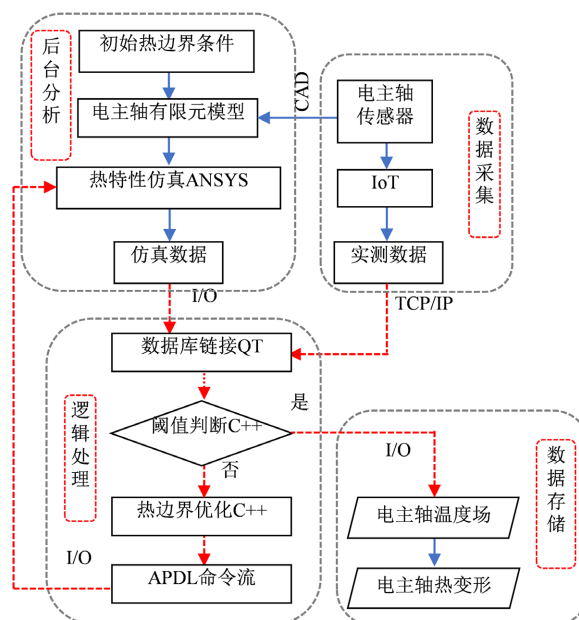 后台分析
初始热边界条件
电主轴有限元模型
热特性仿真ANSYS
仿真数据
I/O
CAD
电主轴
传感器
IoT
实测数据
TCP/IP
数据采集
逻辑处理
数据库链接QT
阈值判断C++
是
否
热边界优化C++
APDL命令流
I/O
I/O
电主轴温度场
电主轴热变形
数据存储